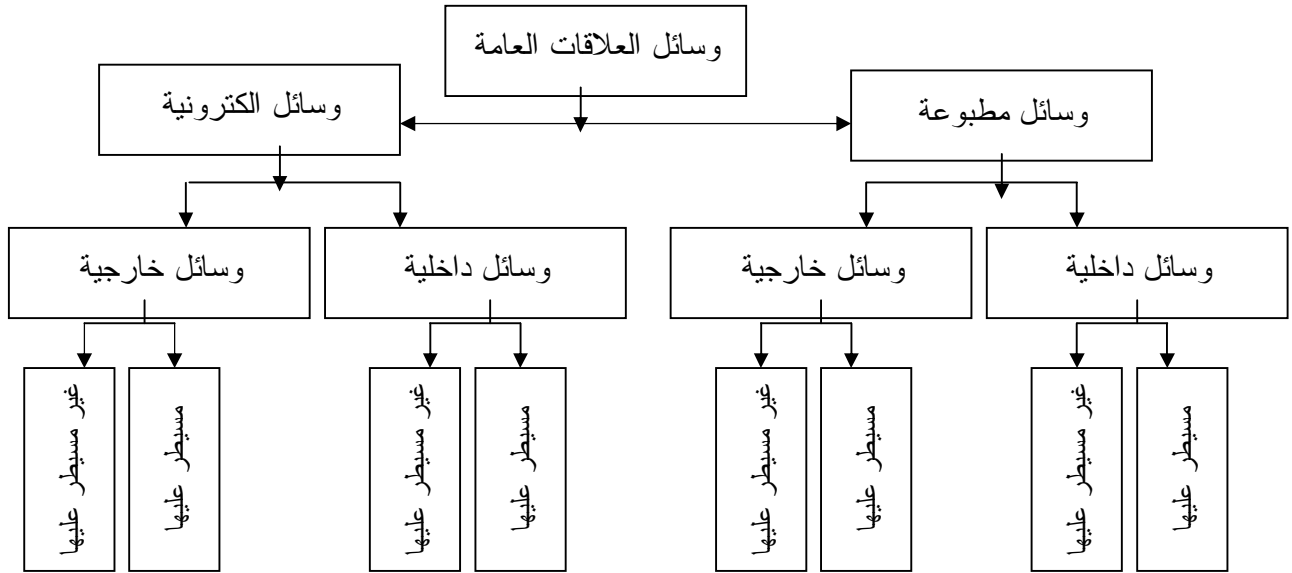 وسائل العلاقات العامة
وسائل مطبوعة
وسائل الكترونية
وسائل داخلية
وسائل خارجية
وسائل داخلية
وسائل خارجية
مسيطر عليها
غير مسيطر عليها
مسيطر عليها
غير مسيطر عليها
مسيطر عليها
غير مسيطر عليها
مسيطر عليها
غير مسيطر عليها